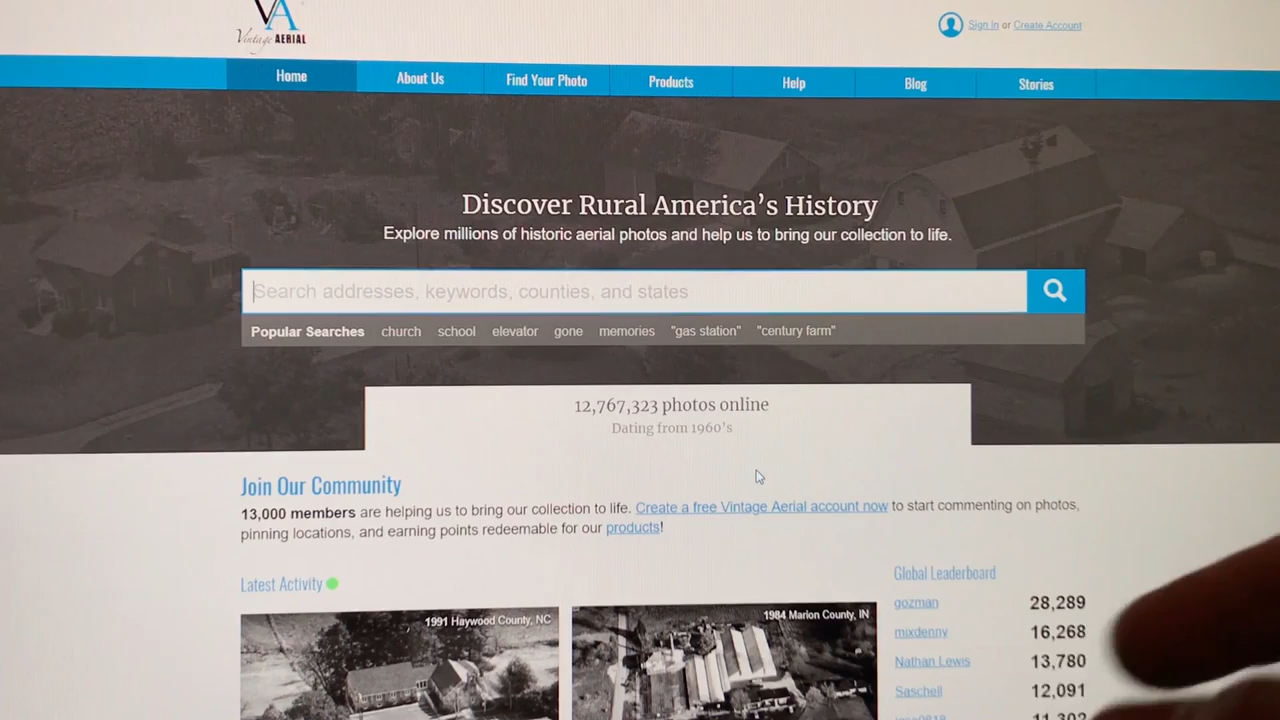 VA
Vintage AERIAL
Sign In or Create Account
Home About Us Find Your Photo Products Help Blog Stories
Discover Rural America's History
Explore millions of historic aerial photos and help us to bring our collection to life.
Search addresses, keywords, counties, and states
Popular Searches church school elevator gone memories "gas station" "century farm"
12,767,323 photos online
Dating from 1960's
Join Our Community
13,000 members are helping us to bring our collection to life. Create a free Vintage Aerial account now to start commenting on photos,
pinning locations, and earning points redeemable for our products!
Latest Activity
1991 Haywood County, NC
1984 Marion County, IN
Global Leaderboard
gozman 28,289
mixdenny 16,268
Nathan Lewis 13,780
Saschell 12,091
11,302